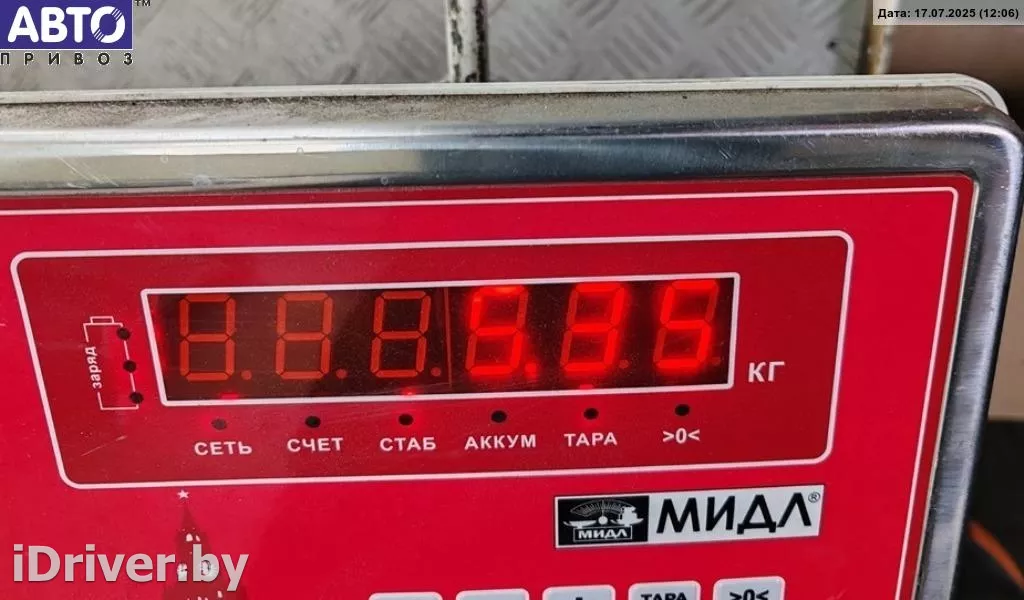 АВТО™
ПРИВОЗ
Дата: 17.07.2025 (12:06)
заряд
КГ
СЕТЬ СЧЕТ СТАБ АККУМ ТАРА >0<
МИДЛ МИДЛ®
iDriver.by
ТАРА >0<